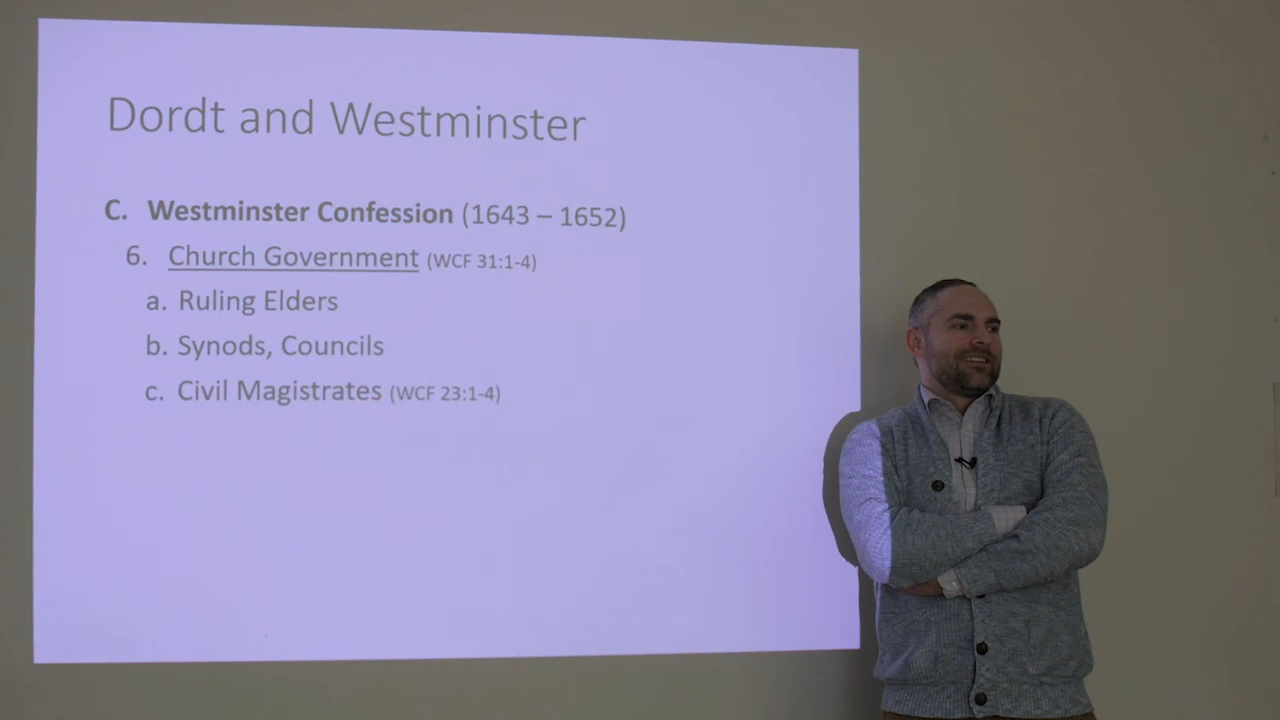 Dordt and Westminster
C. Westminster Confession (1643 – 1652)
6. Church Government (WCF 31:1-4)
a. Ruling Elders
b. Synods, Councils
c. Civil Magistrates (WCF 23:1-4)